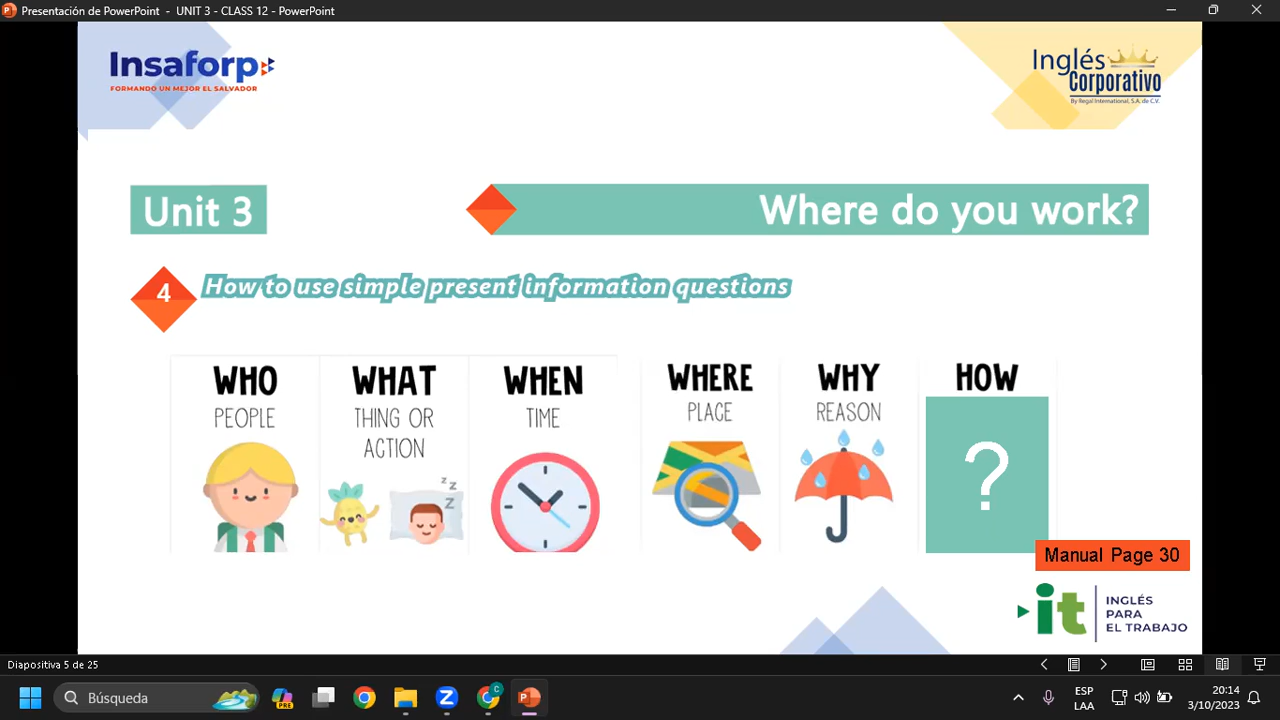 Presentación de PowerPoint - UNIT 3 - CLASS 12 - PowerPoint
Insaforp
FORMANDO UN MEJOR EL SALVADOR
Inglés
Corporativo
By Regal International, S.A. de C.V.
Unit 3
Where do you work?
4
How to use simple present information questions
WHO
PEOPLE
WHAT
THING OR
ACTION
WHEN
TIME
WHERE
PLACE
WHY
REASON
HOW
?
z z
z
Manual Page 30
it
INGLÉS
PARA
EL TRABAJO
Diapositiva 5 de 25
Búsqueda
PRE
C
ESP
LAA
20:14
3/10/2023